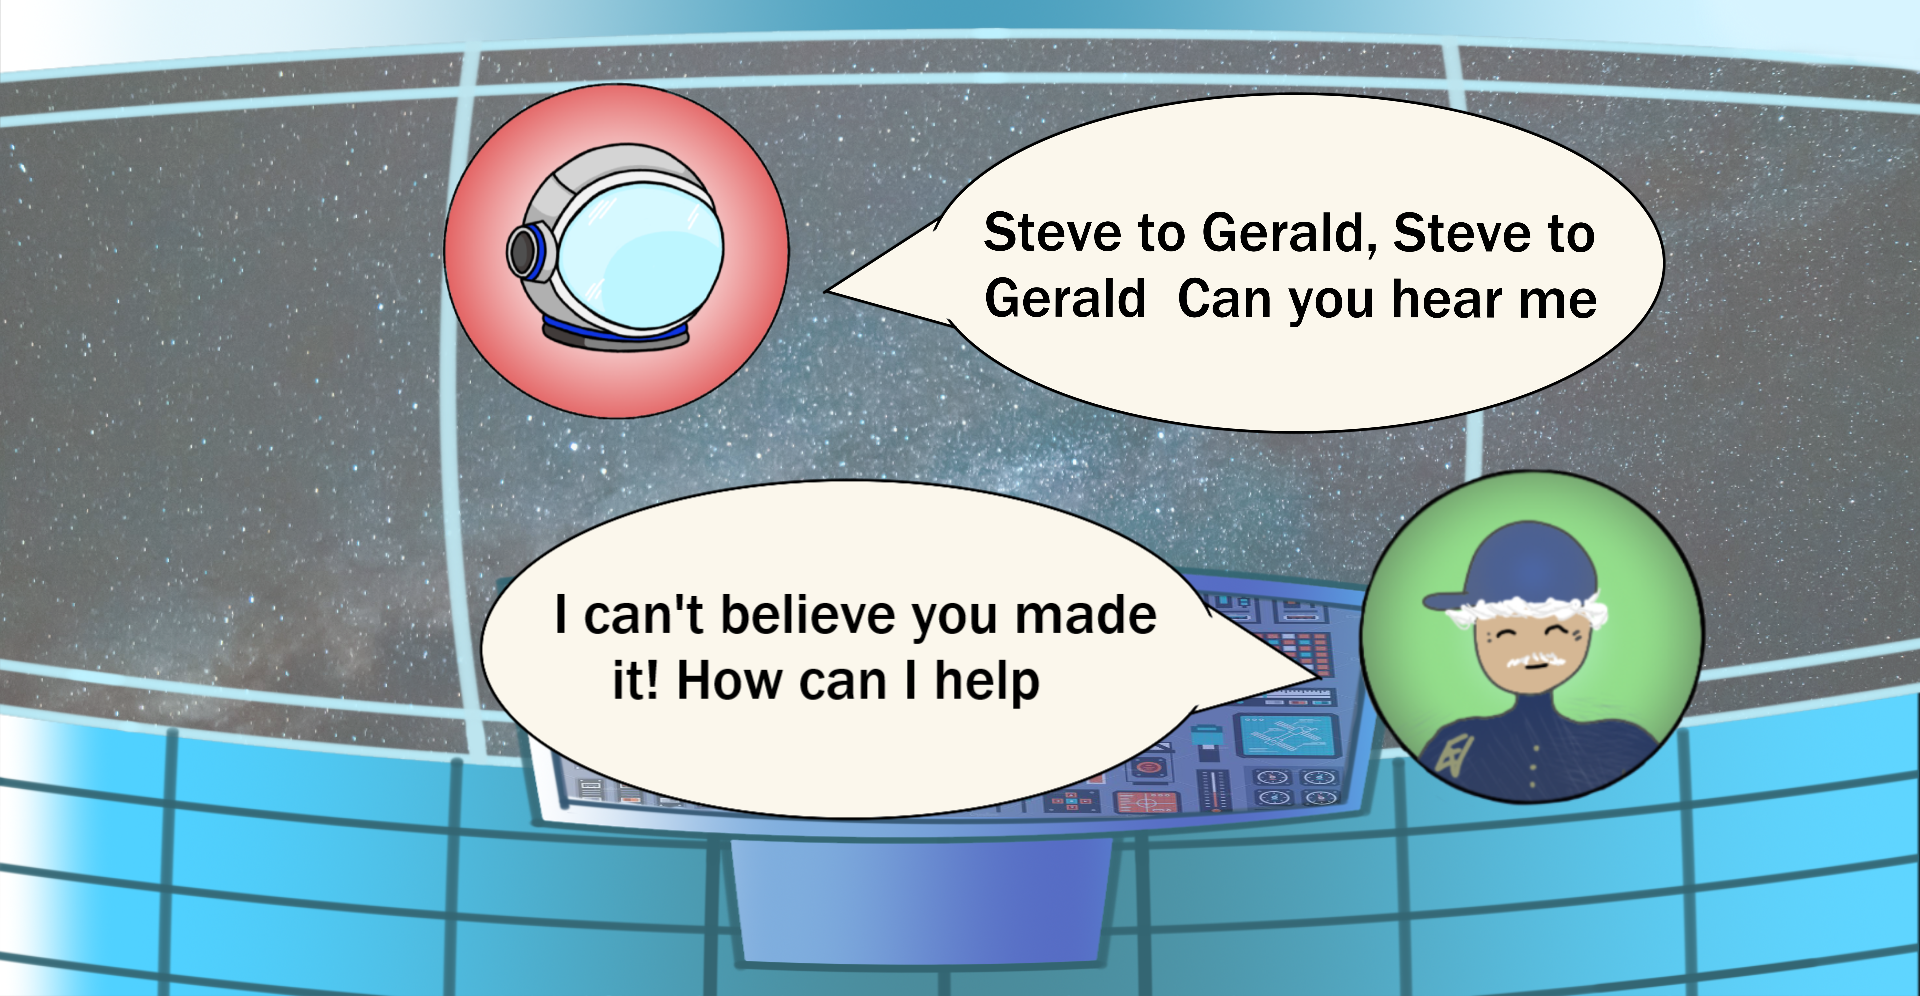 Steve to Gerald, Steve to
Gerald  Can you hear me
I can't believe you made
it! How can I help